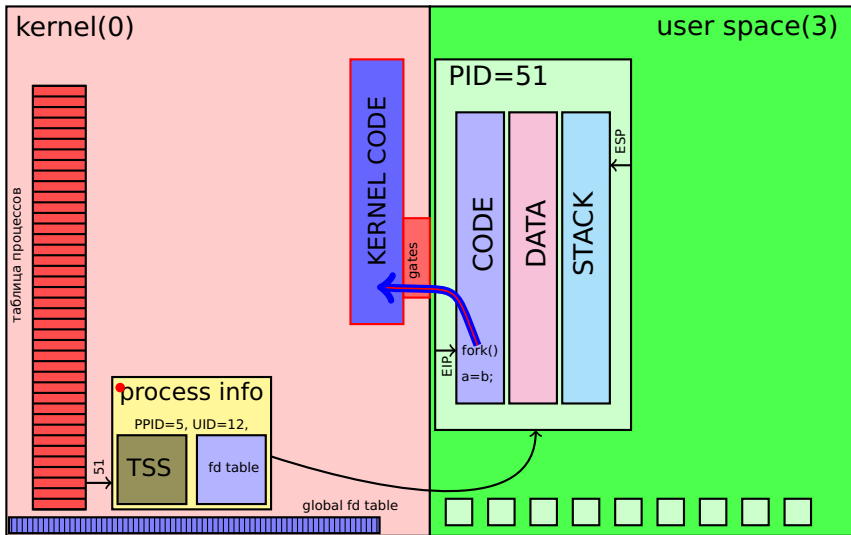 kernel(0)
user space(3)
PID=51
KERNEL CODE
gates
CODE
DATA
STACK
ESP
EIP
fork()
a=b;
таблица процессов
51
process info
PPID=5, UID=12,
TSS
fd table
global fd table